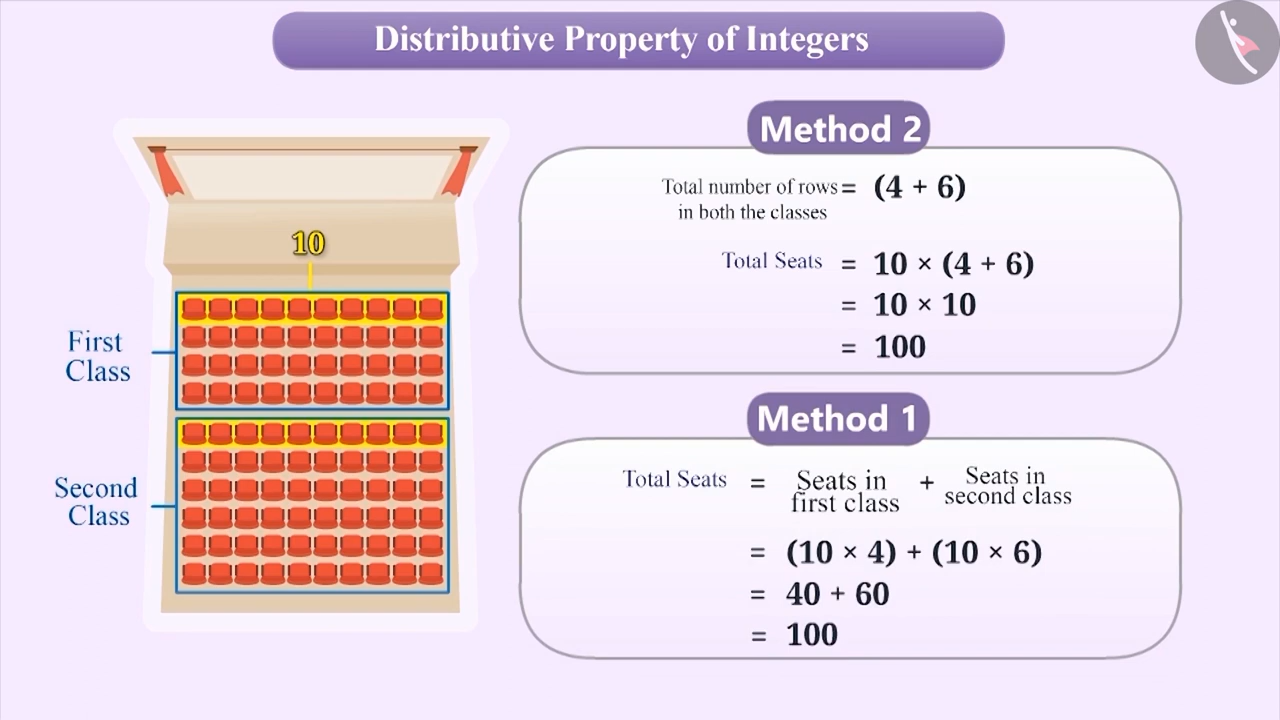 Distributive Property of Integers
10
First
Class
Second
Class
Method 2
Total number of rows = (4 + 6)
in both the classes
Total Seats = 10 × (4 + 6)
= 10 × 10
= 100
Method 1
Total Seats = Seats in first class + Seats in second class
= (10 × 4) + (10 × 6)
= 40 + 60
= 100